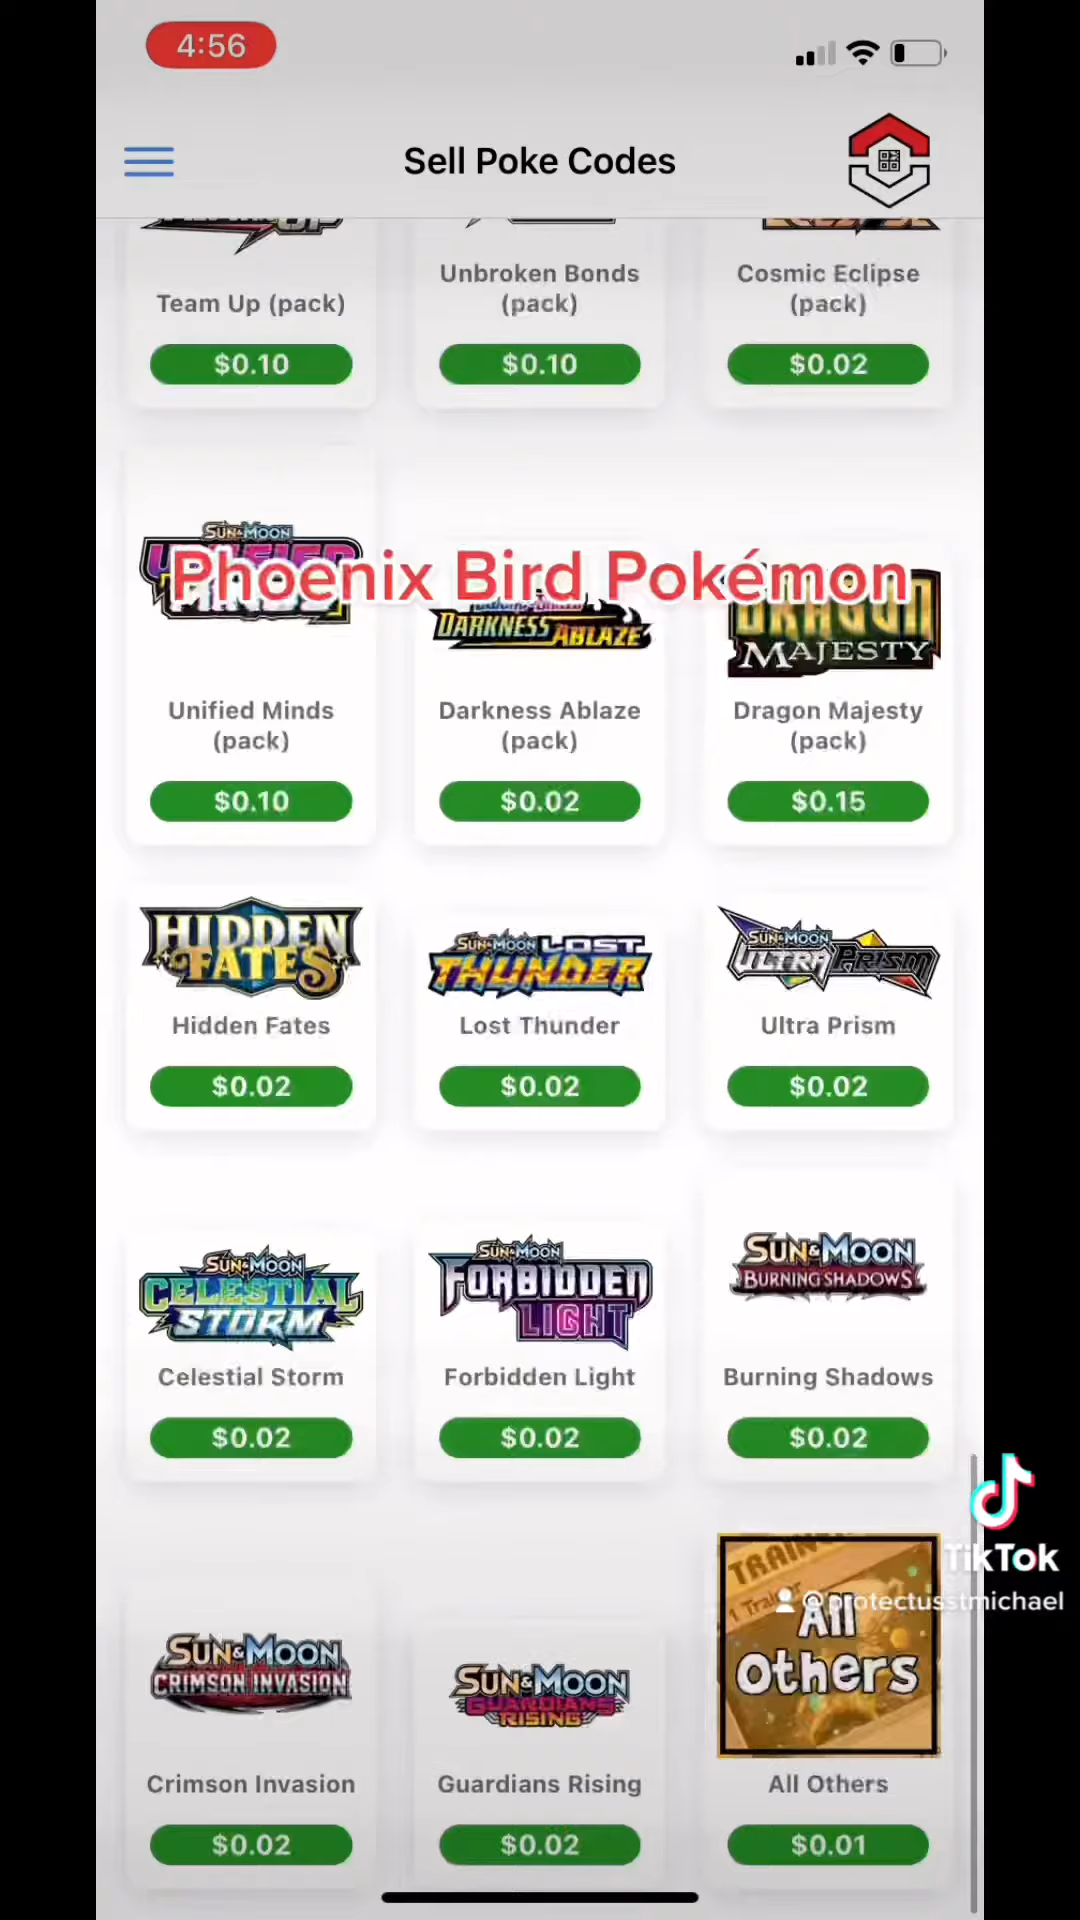 4:56
Sell Poke Codes
Team Up (pack)
Unbroken Bonds
(pack)
Cosmic Eclipse
(pack)
$0.10
$0.10
$0.02
SUN & MOON
Phoenix Bird Pokémon
DARKNESS ABLAZE
DRAGON
MAJESTY
Unified Minds
(pack)
Darkness Ablaze
(pack)
Dragon Majesty
(pack)
$0.10
$0.02
$0.15
HIDDEN
FATES
SUN & MOON LOST
THUNDER
SUN & MOON
ULTRA PRISM
Hidden Fates
Lost Thunder
Ultra Prism
$0.02
$0.02
$0.02
SUN & MOON
CELESTIAL
STORM
SUN & MOON
FORBIDDEN
LIGHT
SUN & MOON
BURNING SHADOWS
Celestial Storm
Forbidden Light
Burning Shadows
$0.02
$0.02
$0.02
SUN & MOON
CRIMSON INVASION
SUN & MOON
GUARDIANS
RISING
TRAINER
1 Trainer
All
Others
TikTok
@protectusstmichael
Crimson Invasion
Guardians Rising
All Others
$0.02
$0.02
$0.01